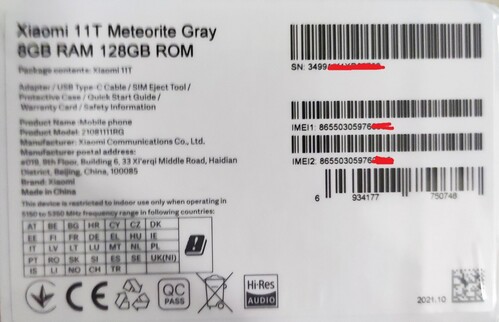 Xiaomi 11T Meteorite Gray
8GB RAM 128GB ROM
Package contents: Xiaomi 11T
Adapter / USB Type-C Cable / SIM Eject Tool /
Protective Case / Quick Start Guide /
Warranty Card / Safety Information
Product Name: Mobile phone
Product Model: 21081111RG
Manufacturer: Xiaomi Communications Co., Ltd.
Manufacturer postal address:
#019, 9th Floor, Building 6, 33 Xi'erqi Middle Road, Haidian
District, Beijing, China, 100085
Brand: Xiaomi
Made in China
This device is restricted to indoor use only when operating in
5150 to 5350 MHz frequency range in following countries:
AT BE BG HR CY CZ DK
EE FI FR DE EL HU IE
IT LV LT LU MT NL PL
PT RO SK SI ES SE UK(NI)
IS LI NO CH TR
CE EAC QC PASS Hi-Res AUDIO
SN: 3499
IMEI1: 86550305976
IMEI2: 86550305976
6 934177 750748
2021.10